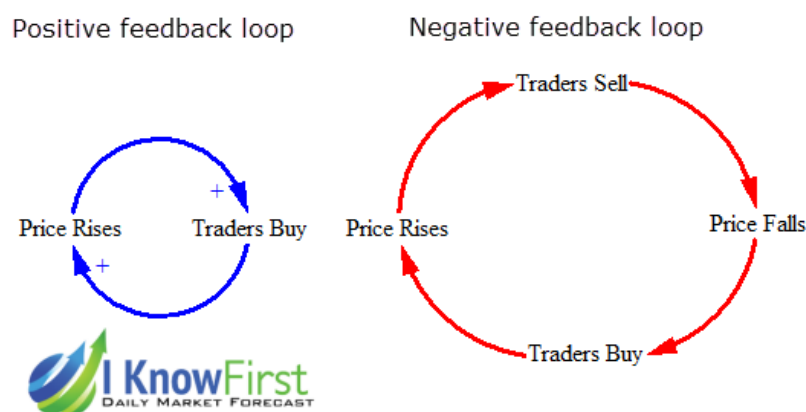 Positive feedback loop
Negative feedback loop
Traders Sell
+
Price Rises
Traders Buy
+
Price Rises
Price Falls
Traders Buy
I KnowFirst
DAILY MARKET FORECAST